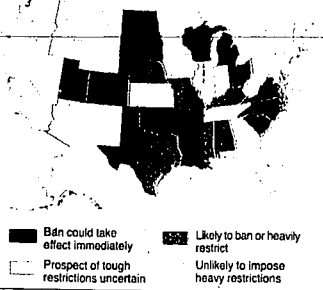 Ban could take
effect immediately
Prospect of tough
restrictions uncertain
Likely to ban or heavily
restrict
Unlikely to impose
heavy restrictions